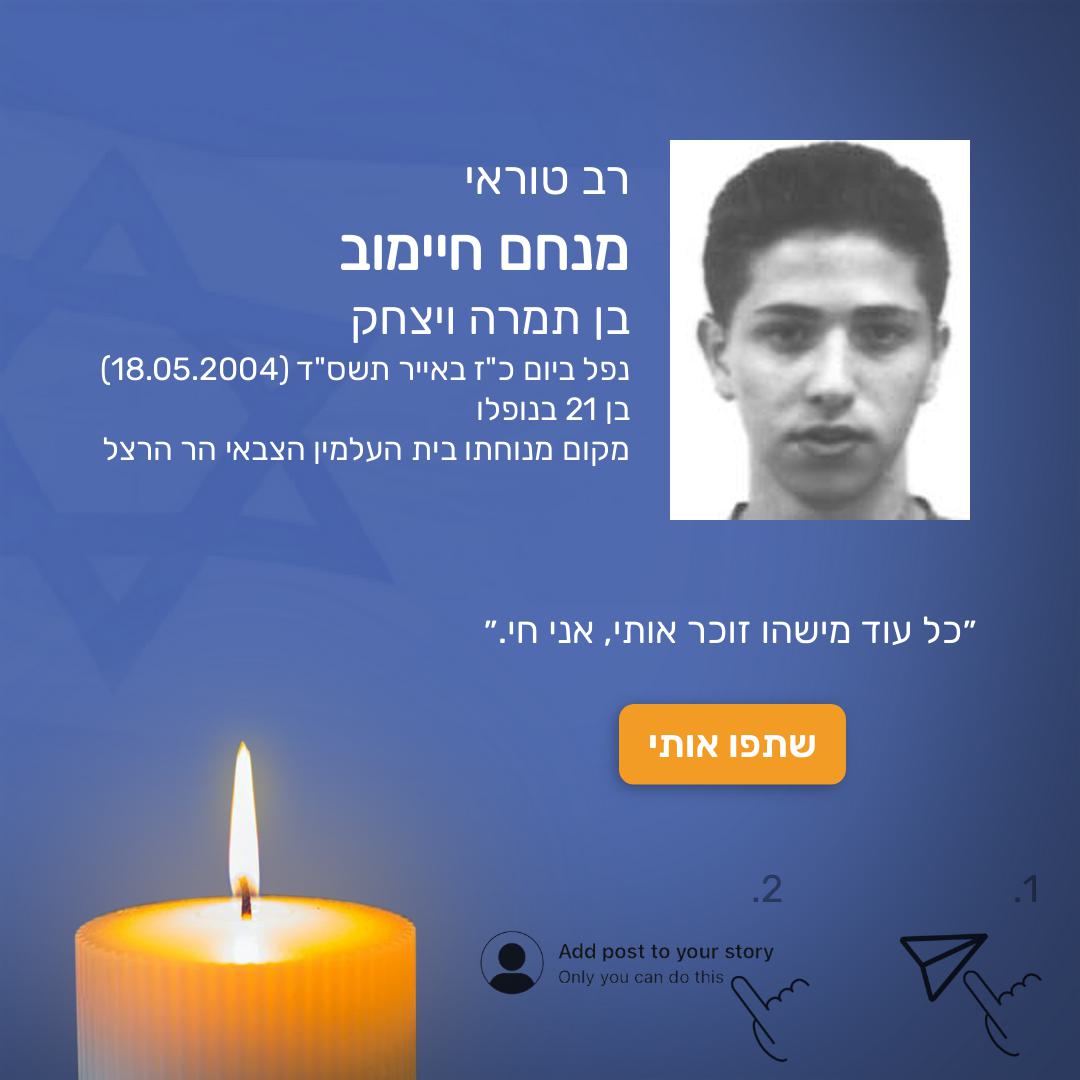 רב טוראי
מנחם חיימוב
בן תמרה ויצחק
נפל ביום כ"ז באייר תשס"ד (18.05.2004)
בן 21 בנופלו
מקום מנוחתו בית העלמין הצבאי הר הרצל
״כל עוד מישהו זוכר אותי, אני חי.״
שתפו אותי
1.
2.
Add post to your story
Only you can do this